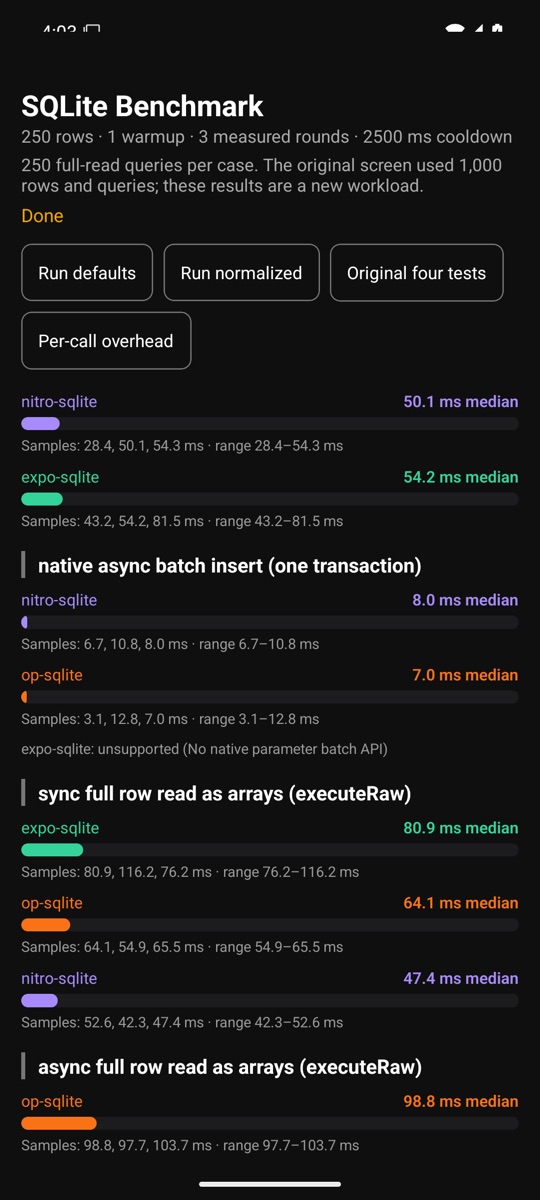 SQLite Benchmark
250 rows · 1 warmup · 3 measured rounds · 2500 ms cooldown
250 full-read queries per case. The original screen used 1,000
rows and queries; these results are a new workload.
Done
Run defaults
Run normalized
Original four tests
Per-call overhead
nitro-sqlite 50.1 ms median
Samples: 28.4, 50.1, 54.3 ms · range 28.4–54.3 ms
expo-sqlite 54.2 ms median
Samples: 43.2, 54.2, 81.5 ms · range 43.2–81.5 ms
native async batch insert (one transaction)
nitro-sqlite 8.0 ms median
Samples: 6.7, 10.8, 8.0 ms · range 6.7–10.8 ms
op-sqlite 7.0 ms median
Samples: 3.1, 12.8, 7.0 ms · range 3.1–12.8 ms
expo-sqlite: unsupported (No native parameter batch API)
sync full row read as arrays (executeRaw)
expo-sqlite 80.9 ms median
Samples: 80.9, 116.2, 76.2 ms · range 76.2–116.2 ms
op-sqlite 64.1 ms median
Samples: 64.1, 54.9, 65.5 ms · range 54.9–65.5 ms
nitro-sqlite 47.4 ms median
Samples: 52.6, 42.3, 47.4 ms · range 42.3–52.6 ms
async full row read as arrays (executeRaw)
op-sqlite 98.8 ms median
Samples: 98.8, 97.7, 103.7 ms · range 97.7–103.7 ms